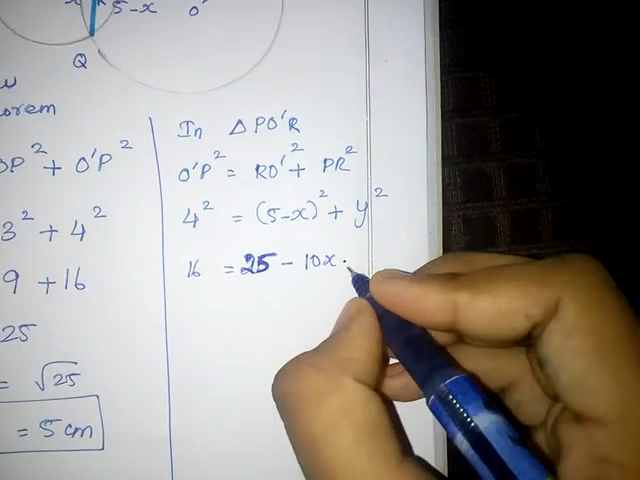 5-x O'
Q
orem
OP² + O'P²
3² + 4²
9 + 16
25
= √25
= 5 cm
In Δ PO'R
O'P² = RO'² + PR²
4² = (5-x)² + y²
16 = 25 - 10x